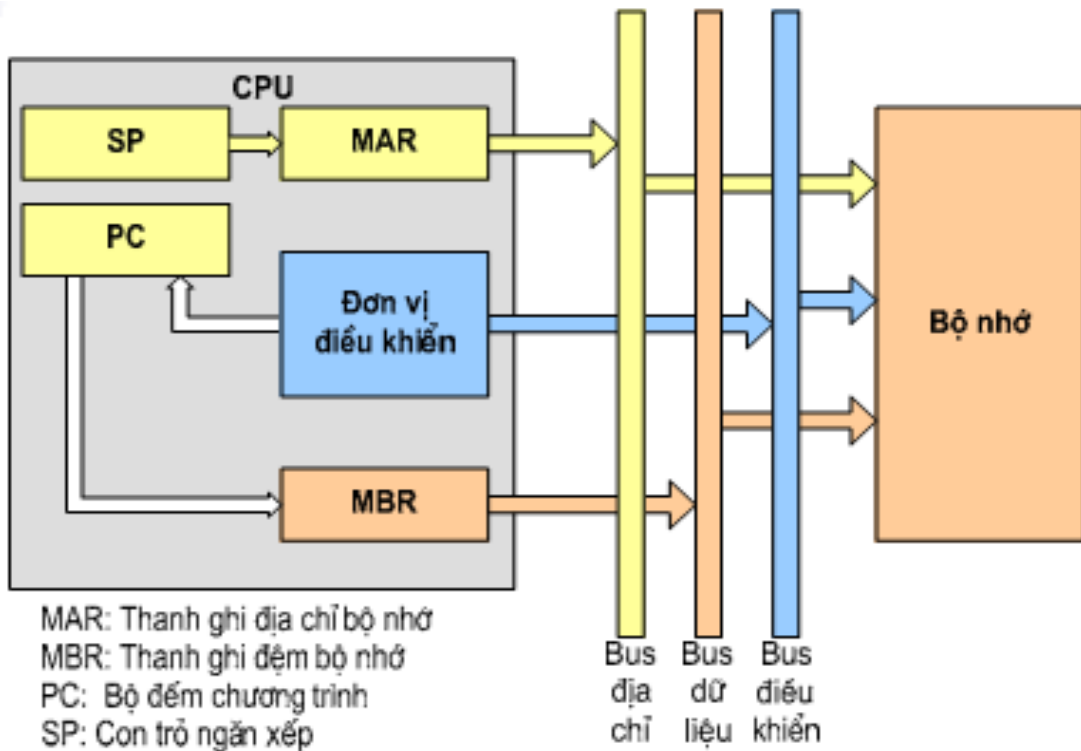 CPU
SP
MAR
PC
Đơn vị
điều khiển
Bộ nhớ
MBR
MAR: Thanh ghi địa chỉ bộ nhớ
MBR: Thanh ghi đệm bộ nhớ
PC: Bộ đếm chương trình
SP: Con trỏ ngăn xếp
Bus
địa
chỉ
Bus
dữ
liệu
Bus
điều
khiển